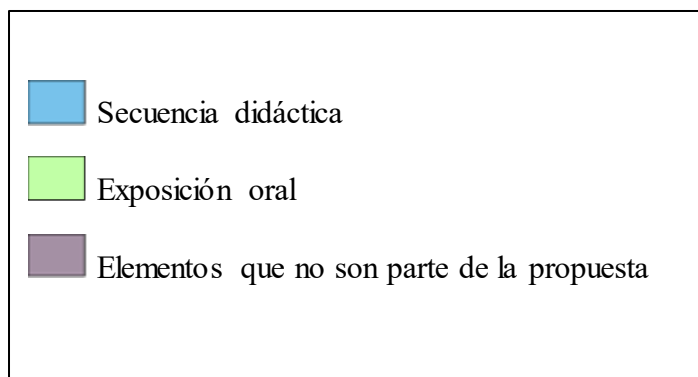 Secuencia didáctica
Exposición oral
Elementos que no son parte de la propuesta